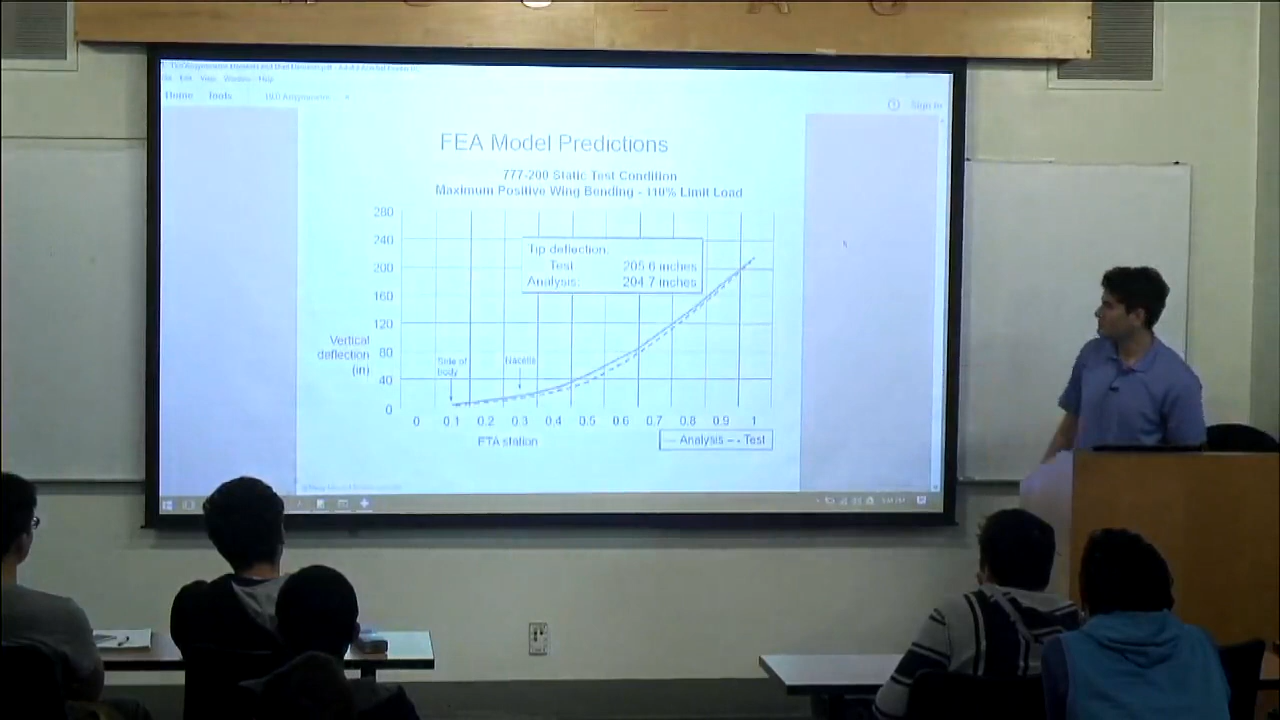 Home Tools
Sign In
FEA Model Predictions
777-200 Static Test Condition
Maximum Positive Wing Bending - 110% Limit Load
280
240
200
160
120
80
40
0
Tip deflection:
Test 205.6 inches
Analysis: 204.7 inches
Vertical
deflection
(in)
Side of
body
Nacelle
0 0.1 0.2 0.3 0.4 0.5 0.6 0.7 0.8 0.9 1
ETA station
Analysis Test